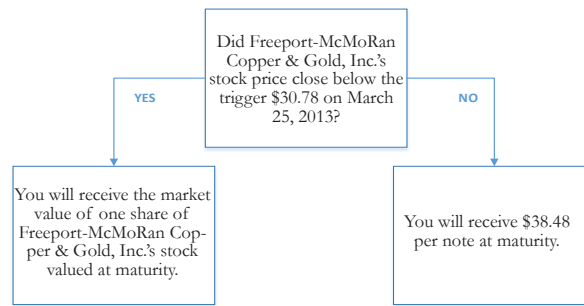 Did Freeport-McMoRan
Copper & Gold, Inc.'s
stock price close below the
trigger $30.78 on March
25, 2013?
YES
NO
You will receive the market
value of one share of
Freeport-McMoRan Cop-
per & Gold, Inc.'s stock
valued at maturity.
You will receive $38.48
per note at maturity.